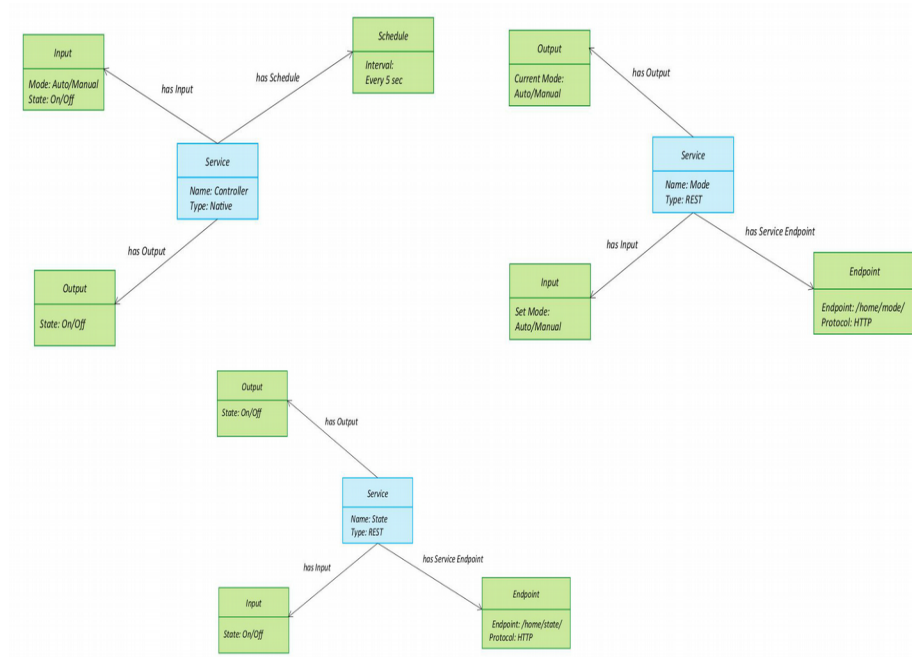 Input
Mode: Auto/Manual
State: On/Off
has Input
has Schedule
Schedule
Interval:
Every 5 sec
Service
Name: Controller
Type: Native
has Output
Output
State: On/Off
Output
Current Mode:
Auto/Manual
has Output
Service
Name: Mode
Type: REST
has Input
has Service Endpoint
Input
Set Mode:
Auto/Manual
Endpoint
Endpoint: /home/mode/
Protocol: HTTP
Output
State: On/Off
has Output
Service
Name: State
Type: REST
has Input
has Service Endpoint
Input
State: On/Off
Endpoint
Endpoint: /home/state/
Protocol: HTTP